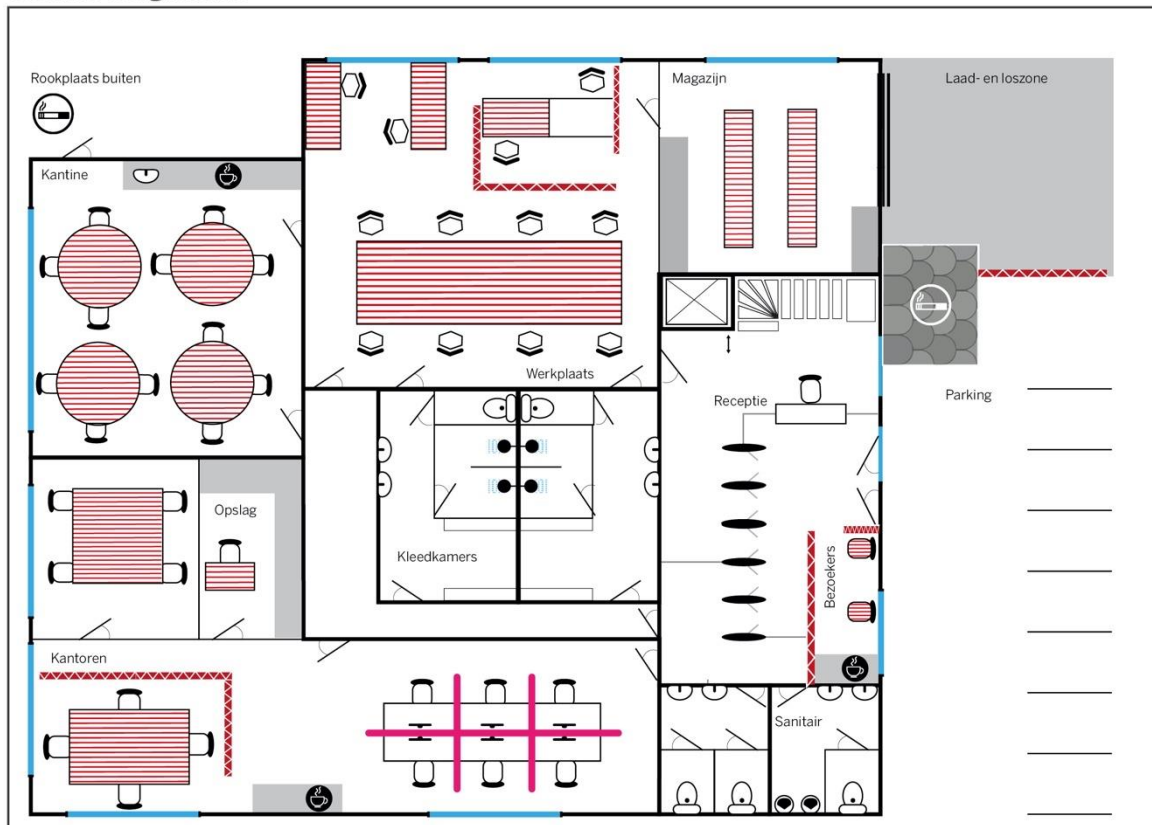 Rookplaats buiten
Magazijn
Laad- en loszone
Kantine
Werkplaats
Receptie
Parking
Opslag
Kleedkamers
Bezoekers
Kantoren
Sanitair